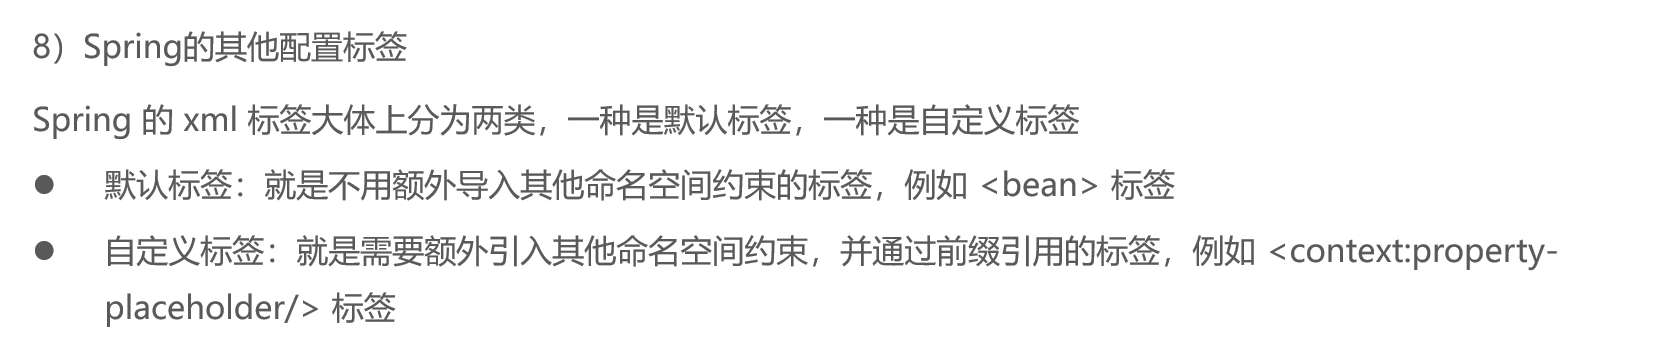 8）Spring的其他配置标签
Spring 的 xml 标签大体上分为两类，一种是默认标签，一种是自定义标签
● 默认标签：就是不用额外导入其他命名空间约束的标签，例如 <bean> 标签
● 自定义标签：就是需要额外引入其他命名空间约束，并通过前缀引用的标签，例如 <context:property-
placeholder/> 标签